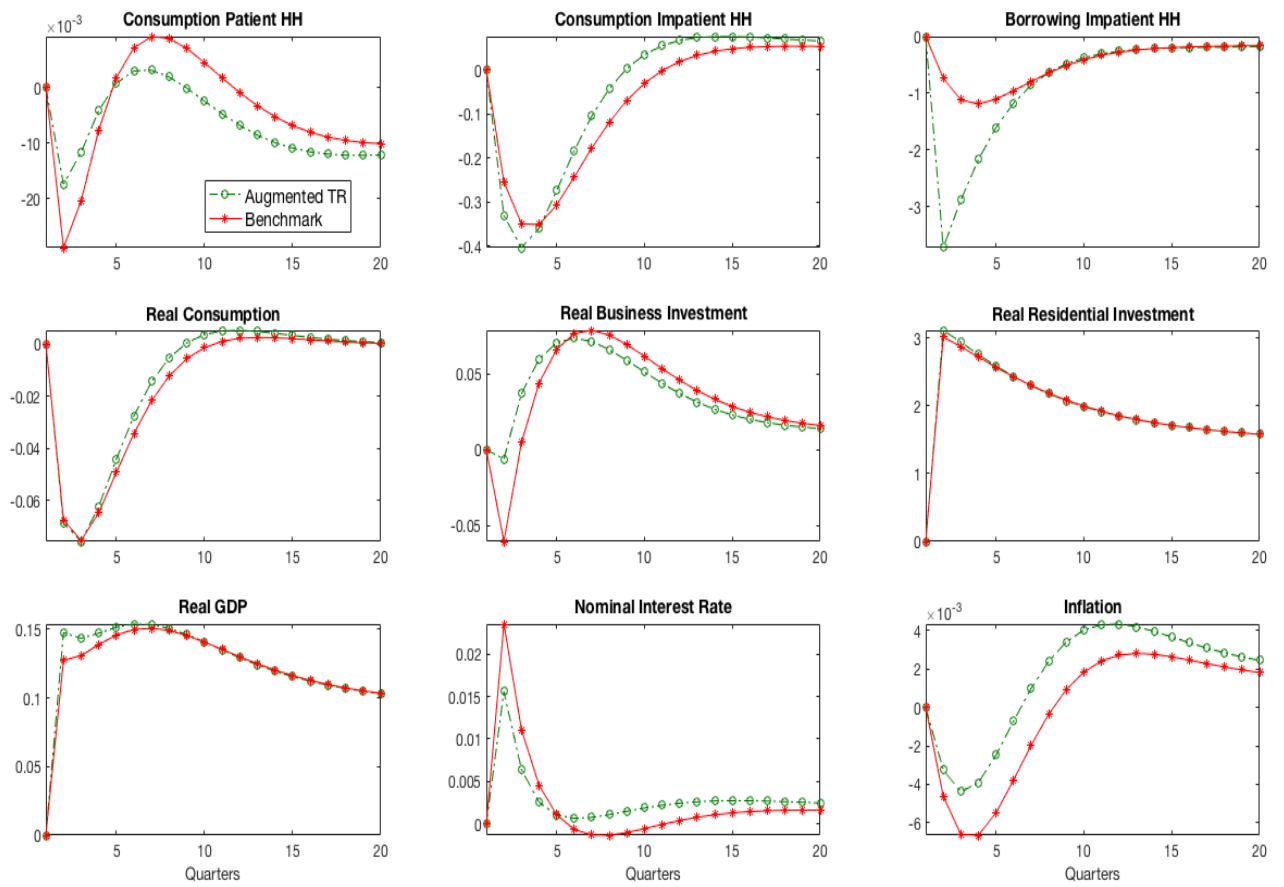 Consumption Patient HH
×10⁻³
0
-10
-20
5 10 15 20
Augmented TR
Benchmark
Consumption Impatient HH
0
-0.1
-0.2
-0.3
-0.4
5 10 15 20
Borrowing Impatient HH
0
-1
-2
-3
5 10 15 20
Real Consumption
0
-0.02
-0.04
-0.06
5 10 15 20
Real Business Investment
0.05
0
-0.05
5 10 15 20
Real Residential Investment
3
2
1
0
5 10 15 20
Real GDP
0.15
0.1
0.05
0
5 10 15 20
Quarters
Nominal Interest Rate
0.02
0.015
0.01
0.005
0
5 10 15 20
Quarters
Inflation
×10⁻³
4
2
0
-2
-4
-6
5 10 15 20
Quarters